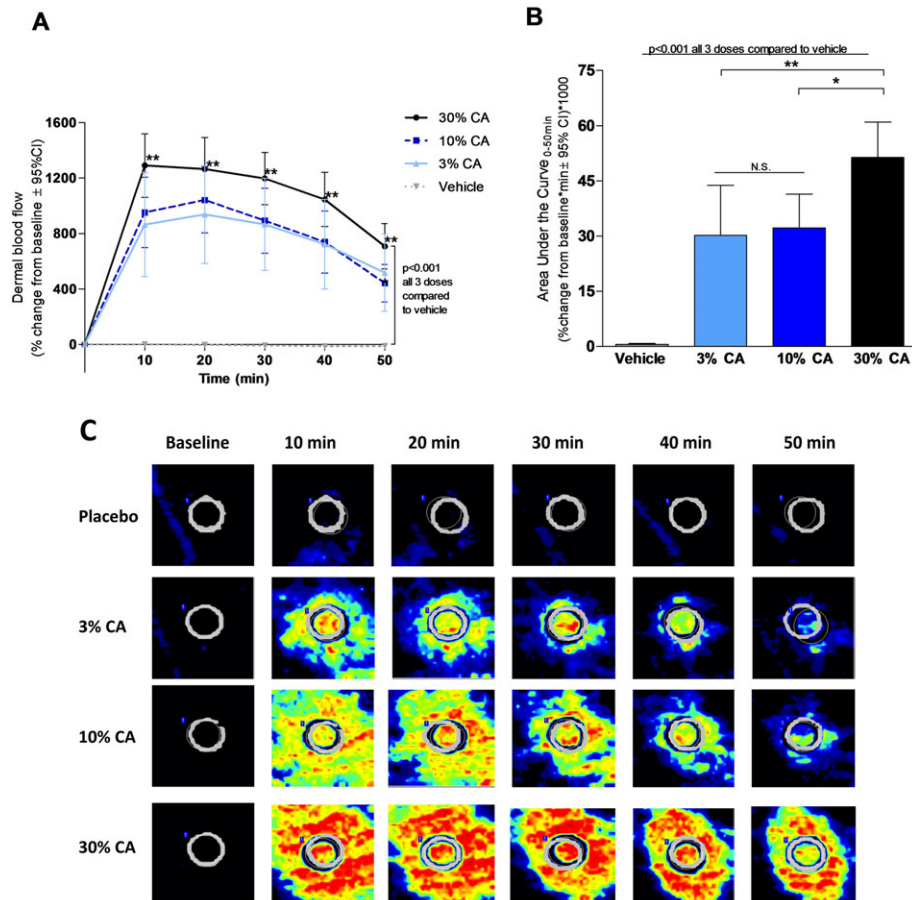 A
Dermal blood flow
(% change from baseline ± 95%CI)
1600
1200
800
400
0
10
20
30
40
50
Time (min)
**
**
**
**
**
30% CA
10% CA
3% CA
Vehicle
p<0.001
all 3 doses
compared
to vehicle
B
Area Under the Curve 0-50min
(%change from baseline*min± 95% CI)*1000
75
60
45
30
15
0
p<0.001 all 3 doses compared to vehicle
**
*
N.S.
Vehicle
3% CA
10% CA
30% CA
C
Baseline
10 min
20 min
30 min
40 min
50 min
Placebo
3% CA
10% CA
30% CA